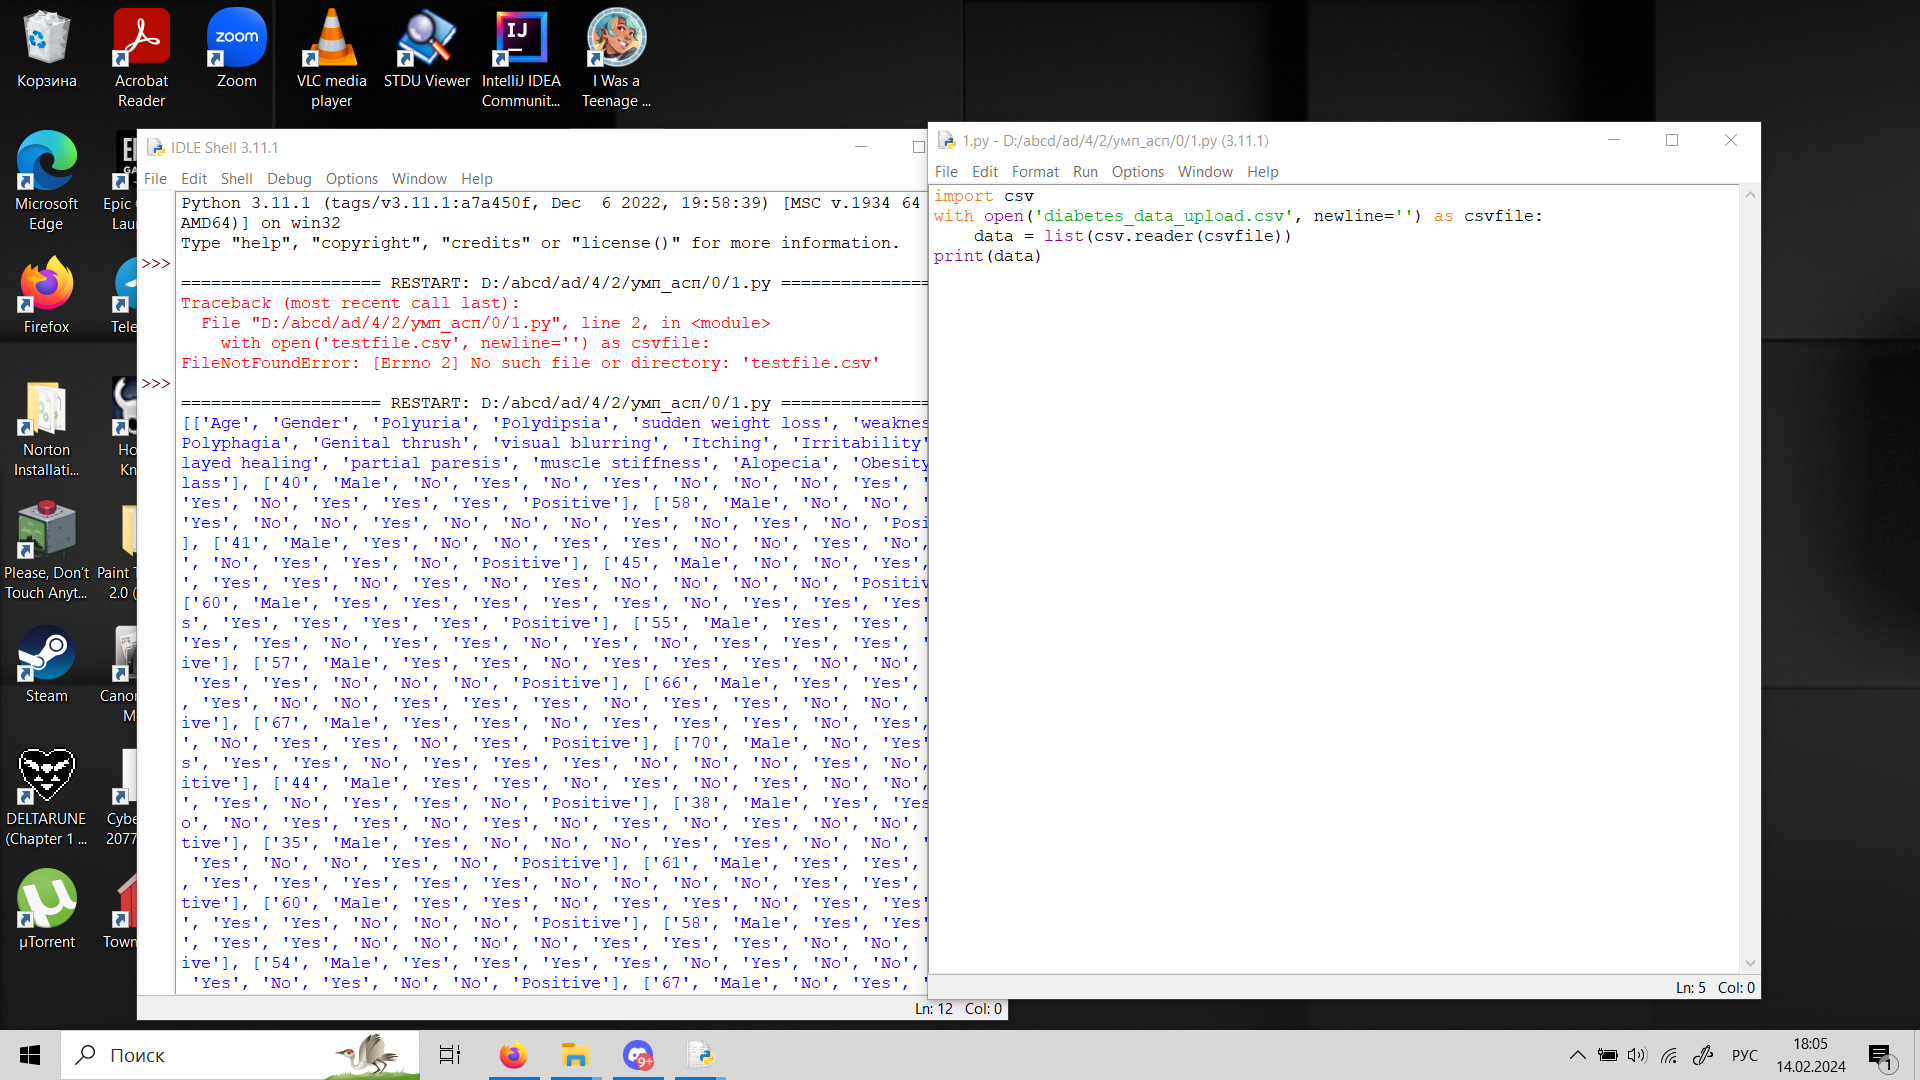 Корзина
Acrobat Reader
Zoom
VLC media player
STDU Viewer
IntelliJ IDEA Communit...
I Was a Teenage ...
Microsoft Edge
Epic
Firefox
Norton Installati...
Please, Don't Touch Anyt...
Paint
2.0 (
Steam
DELTARUNE (Chapter 1 ...
2077
µTorrent
IDLE Shell 3.11.1
File Edit Shell Debug Options Window Help
Python 3.11.1 (tags/v3.11.1:a7a450f, Dec  6 2022, 19:58:39) [MSC v.1934 64
AMD64)] on win32
Type "help", "copyright", "credits" or "license()" for more information.
>>>
==================== RESTART: D:/abcd/ad/4/2/умп_асп/0/1.py ===============
Traceback (most recent call last):
  File "D:/abcd/ad/4/2/умп_асп/0/1.py", line 2, in <module>
    with open('testfile.csv', newline='') as csvfile:
FileNotFoundError: [Errno 2] No such file or directory: 'testfile.csv'
>>>
==================== RESTART: D:/abcd/ad/4/2/умп_асп/0/1.py ===============
[['Age', 'Gender', 'Polyuria', 'Polydipsia', 'sudden weight loss', 'weaknes
Polyphagia', 'Genital thrush', 'visual blurring', 'Itching', 'Irritability'
layed healing', 'partial paresis', 'muscle stiffness', 'Alopecia', 'Obesity
lass'], ['40', 'Male', 'No', 'Yes', 'No', 'Yes', 'No', 'No', 'No', 'Yes', '
'Yes', 'No', 'Yes', 'Yes', 'Yes', 'Positive'], ['58', 'Male', 'No', 'No', '
'Yes', 'No', 'No', 'Yes', 'No', 'No', 'No', 'Yes', 'No', 'Yes', 'No', 'Posi
], ['41', 'Male', 'Yes', 'No', 'No', 'Yes', 'Yes', 'No', 'No', 'Yes', 'No',
', 'No', 'Yes', 'Yes', 'No', 'Positive'], ['45', 'Male', 'No', 'No', 'Yes',
, 'Yes', 'Yes', 'No', 'Yes', 'No', 'Yes', 'No', 'No', 'No', 'No', 'Positiv
['60', 'Male', 'Yes', 'Yes', 'Yes', 'Yes', 'Yes', 'No', 'Yes', 'Yes', 'Yes'
s', 'Yes', 'Yes', 'Yes', 'Yes', 'Positive'], ['55', 'Male', 'Yes', 'Yes', '
'Yes', 'Yes', 'No', 'Yes', 'Yes', 'No', 'Yes', 'No', 'Yes', 'Yes', 'Yes', '
ive'], ['57', 'Male', 'Yes', 'Yes', 'No', 'Yes', 'Yes', 'Yes', 'No', 'No',
 'Yes', 'Yes', 'No', 'No', 'No', 'Positive'], ['66', 'Male', 'Yes', 'Yes',
, 'Yes', 'No', 'No', 'Yes', 'Yes', 'Yes', 'No', 'Yes', 'Yes', 'No', 'No', '
ive'], ['67', 'Male', 'Yes', 'Yes', 'No', 'Yes', 'Yes', 'Yes', 'No', 'Yes',
', 'No', 'Yes', 'Yes', 'No', 'Yes', 'Positive'], ['70', 'Male', 'No', 'Yes'
s', 'Yes', 'Yes', 'No', 'Yes', 'Yes', 'Yes', 'No', 'No', 'No', 'Yes', 'No',
itive'], ['44', 'Male', 'Yes', 'Yes', 'No', 'Yes', 'No', 'Yes', 'No', 'No',
', 'Yes', 'No', 'Yes', 'Yes', 'No', 'Positive'], ['38', 'Male', 'Yes', 'Yes
o', 'No', 'Yes', 'Yes', 'No', 'Yes', 'No', 'Yes', 'No', 'Yes', 'No', 'No',
tive'], ['35', 'Male', 'Yes', 'No', 'No', 'No', 'Yes', 'Yes', 'No', 'No', '
 'Yes', 'No', 'No', 'Yes', 'No', 'Positive'], ['61', 'Male', 'Yes', 'Yes',
, 'Yes', 'Yes', 'Yes', 'Yes', 'Yes', 'No', 'No', 'No', 'No', 'Yes', 'Yes',
tive'], ['60', 'Male', 'Yes', 'Yes', 'No', 'Yes', 'Yes', 'No', 'Yes', 'Yes'
', 'Yes', 'Yes', 'No', 'No', 'No', 'Positive'], ['58', 'Male', 'Yes', 'Yes'
, 'Yes', 'Yes', 'No', 'No', 'No', 'No', 'Yes', 'Yes', 'Yes', 'No', 'No', '
ive'], ['54', 'Male', 'Yes', 'Yes', 'Yes', 'Yes', 'No', 'Yes', 'No', 'No',
 'Yes', 'No', 'Yes', 'No', 'No', 'Positive'], ['67', 'Male', 'No', 'Yes', '
Ln: 12 Col: 0
1.py - D:/abcd/ad/4/2/умп_асп/0/1.py (3.11.1)
File Edit Format Run Options Window Help
import csv
with open('diabetes_data_upload.csv', newline='') as csvfile:
    data = list(csv.reader(csvfile))
print(data)
Ln: 5 Col: 0
Поиск
9+
РУС
18:05
14.02.2024
1